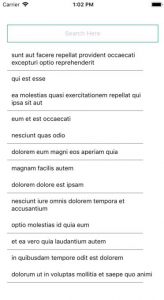 Carrier
1:02 PM
Search Here
sunt aut facere repellat provident occaecati
excepturi optio reprehenderit
qui est esse
ea molestias quasi exercitationem repellat qui
ipsa sit aut
eum et est occaecati
nesciunt quas odio
dolorem eum magni eos aperiam quia
magnam facilis autem
dolorem dolore est ipsam
nesciunt iure omnis dolorem tempora et
accusantium
optio molestias id quia eum
et ea vero quia laudantium autem
in quibusdam tempore odit est dolorem
dolorum ut in voluptas mollitia et saepe quo animi